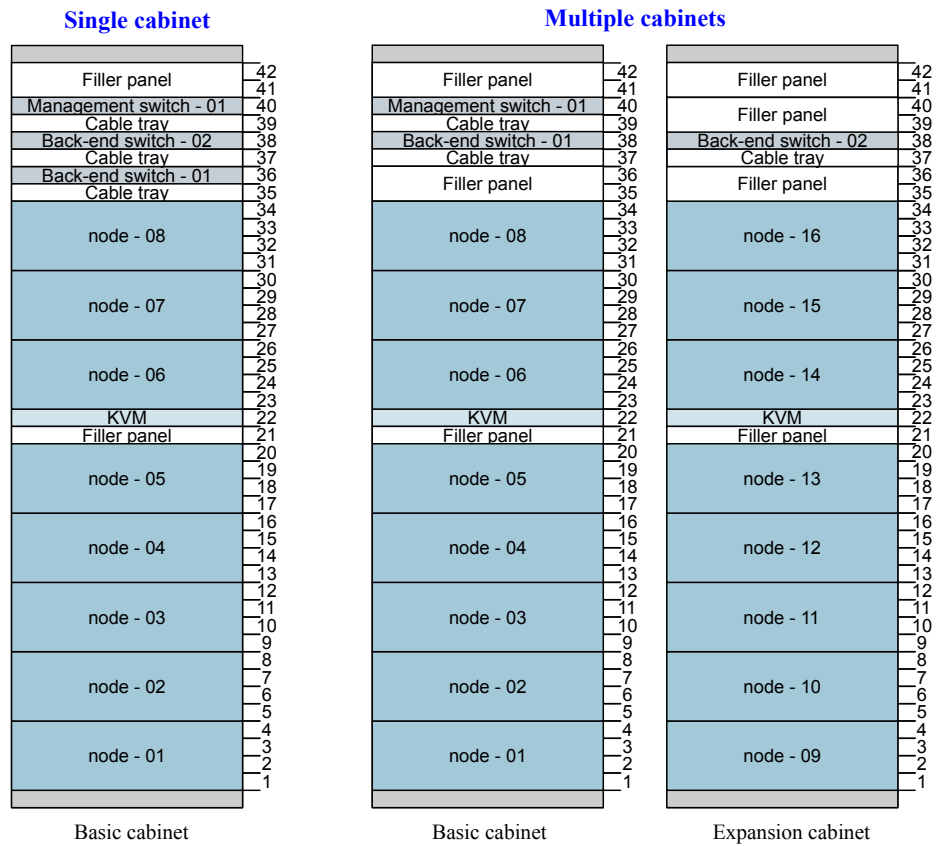 Single cabinet
Filler panel
Management switch - 01
Cable tray
Back-end switch - 02
Cable tray
Back-end switch - 01
Cable tray
node - 08
node - 07
node - 06
KVM
Filler panel
node - 05
node - 04
node - 03
node - 02
node - 01
42
41
40
39
38
37
36
35
34
33
32
31
30
29
28
27
26
25
24
23
22
21
20
19
18
17
16
15
14
13
12
11
10
9
8
7
6
5
4
3
2
1
Basic cabinet
Multiple cabinets
Filler panel
Management switch - 01
Cable tray
Back-end switch - 01
Cable tray
Filler panel
node - 08
node - 07
node - 06
KVM
Filler panel
node - 05
node - 04
node - 03
node - 02
node - 01
42
41
40
39
38
37
36
35
34
33
32
31
30
29
28
27
26
25
24
23
22
21
20
19
18
17
16
15
14
13
12
11
10
9
8
7
6
5
4
3
2
1
Basic cabinet
Filler panel
Filler panel
Back-end switch - 02
Cable tray
Filler panel
node - 16
node - 15
node - 14
KVM
Filler panel
node - 13
node - 12
node - 11
node - 10
node - 09
42
41
40
39
38
37
36
35
34
33
32
31
30
29
28
27
26
25
24
23
22
21
20
19
18
17
16
15
14
13
12
11
10
9
8
7
6
5
4
3
2
1
Expansion cabinet